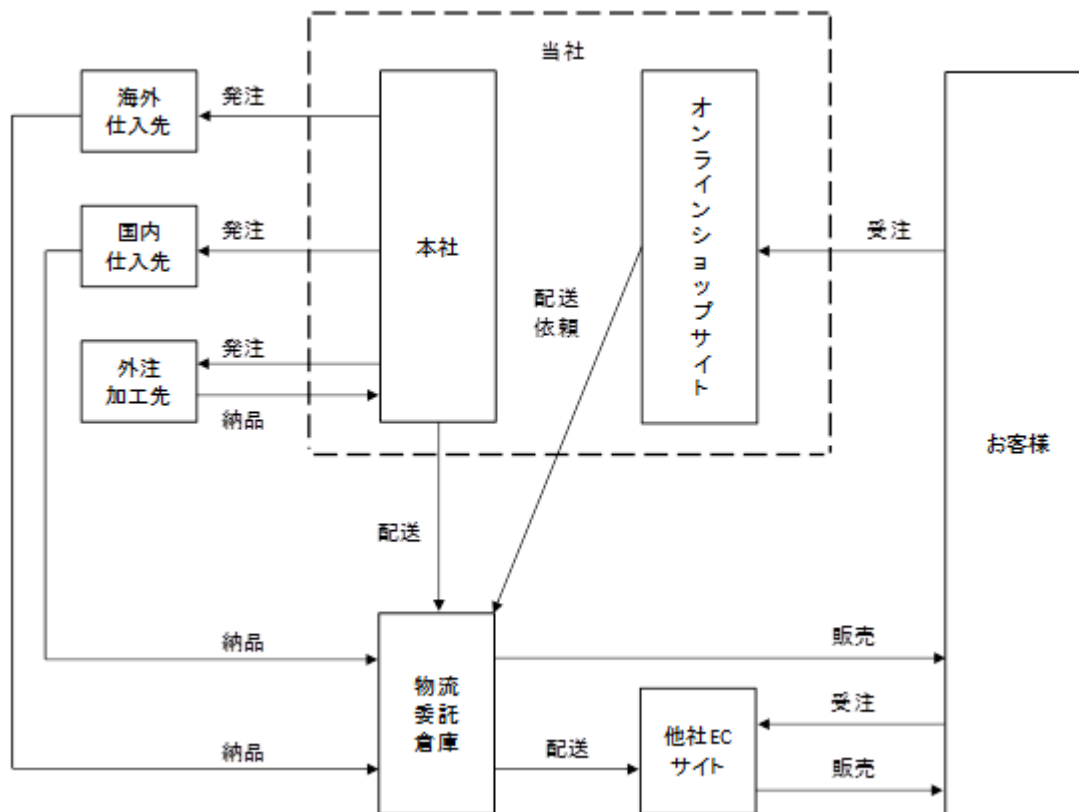 当社
海外
仕入先
発注
国内
仕入先
発注
本社
オンラインショップサイト
受注
配送
依頼
外注
加工先
発注
納品
お客様
配送
納品
販売
物流
委託
倉庫
受注
他社EC
サイト
納品
配送
販売